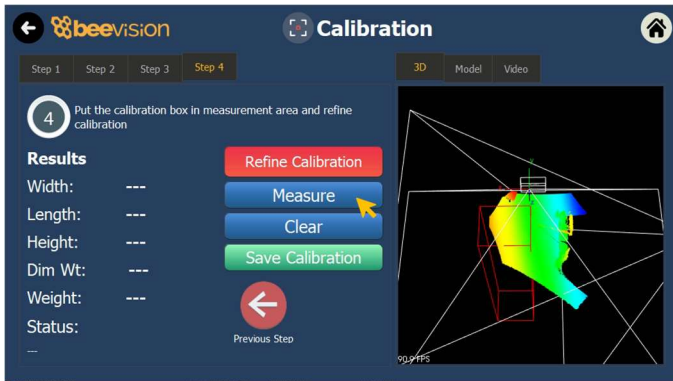 beevision
Calibration
Step 1
Step 2
Step 3
Step 4
3D
Model
Video
4
Put the calibration box in measurement area and refine
calibration
Results
Refine Calibration
Width: ---
Measure
Length: ---
Clear
Height: ---
Save Calibration
Dim Wt: ---
Weight: ---
Status:
---
Previous Step
90.9 FPS